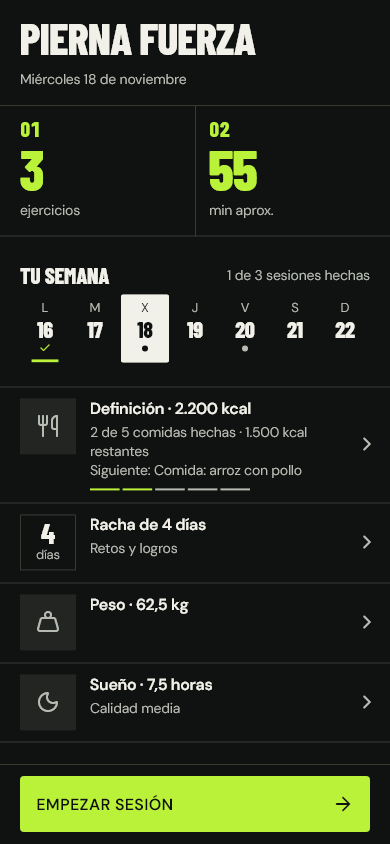 PIERNA FUERZA
Miércoles 18 de noviembre
01
3
ejercicios
02
55
min aprox.
TU SEMANA
1 de 3 sesiones hechas
L M X J V S D
16 17 18 19 20 21 22
Definición · 2.200 kcal
2 de 5 comidas hechas · 1.500 kcal
restantes
Siguiente: Comida: arroz con pollo
4
días
Racha de 4 días
Retos y logros
Peso · 62,5 kg
Sueño · 7,5 horas
Calidad media
EMPEZAR SESIÓN